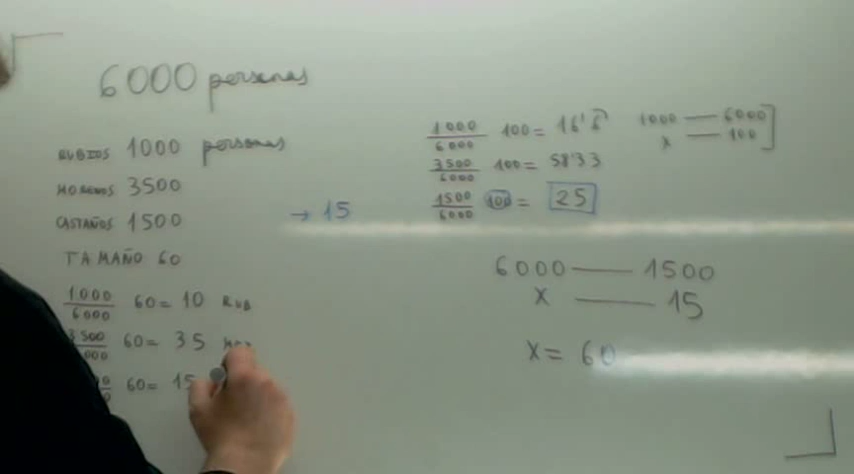 6000 personas
RUBIOS 1000 personas
MORENOS 3500
CASTAÑOS 1500 → 15
TAMAÑO 60
1000/6000 60 = 10 RUB
3500/000 60 = 35
60 = 15
1000/6000 100 = 16'6
3500/6000 100 = 58'33
1500/6000 100 = 25
1000 — 6000
x — 100
6000 — 1500
x — 15
x = 60